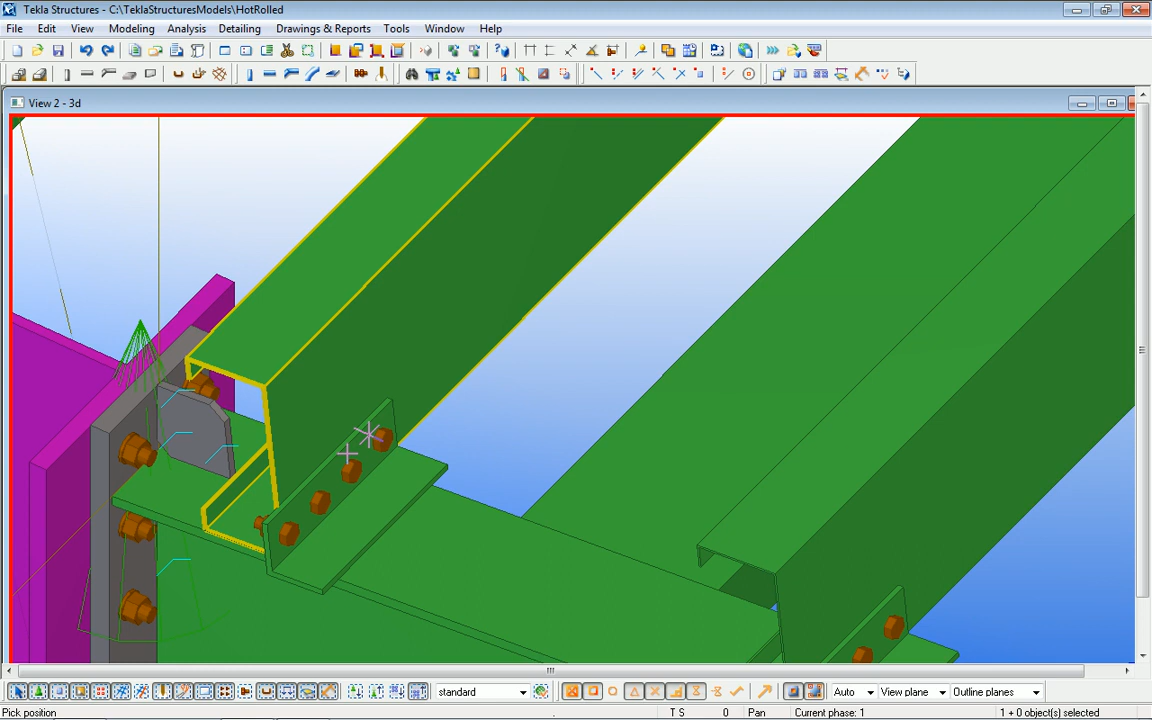 Tekla Structures - C:\TeklaStructuresModels\HotRolled
File Edit View Modeling Analysis Detailing Drawings & Reports Tools Window Help
View 2 - 3d
standard Auto View plane Outline planes
Pick position T S 0 Pan Current phase: 1 1 + 0 object(s) selected